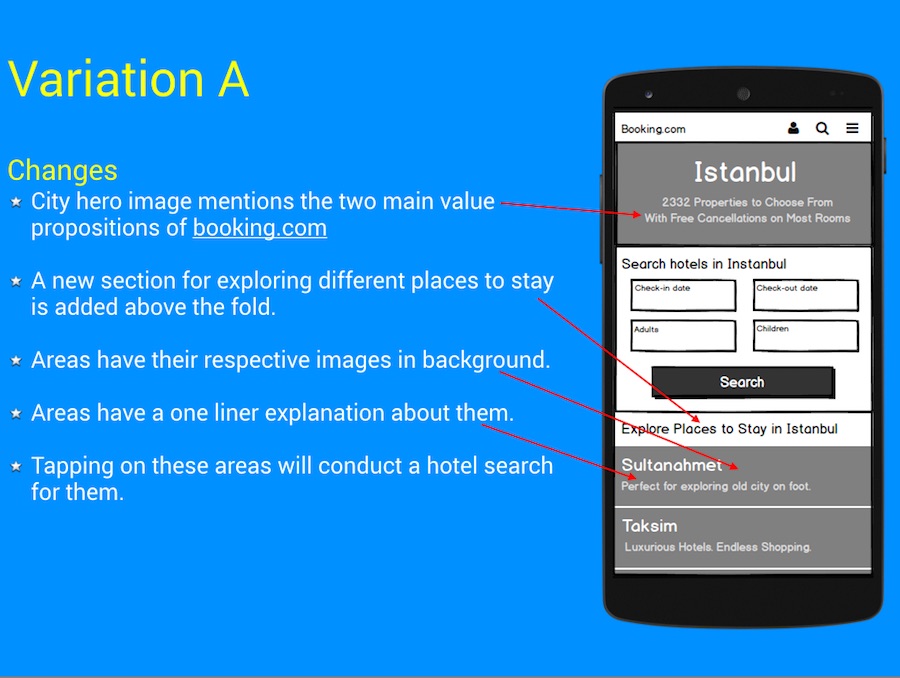 Variation A
Changes
City hero image mentions the two main value
propositions of booking.com
A new section for exploring different places to stay
is added above the fold.
Areas have their respective images in background.
Areas have a one liner explanation about them.
Tapping on these areas will conduct a hotel search
for them.
Booking.com
Istanbul
2332 Properties to Choose From
With Free Cancellations on Most Rooms
Search hotels in Instanbul
Check-in date
Check-out date
Adults
Children
Search
Explore Places to Stay in Istanbul
Sultanahmet
Perfect for exploring old city on foot.
Taksim
Luxurious Hotels. Endless Shopping.